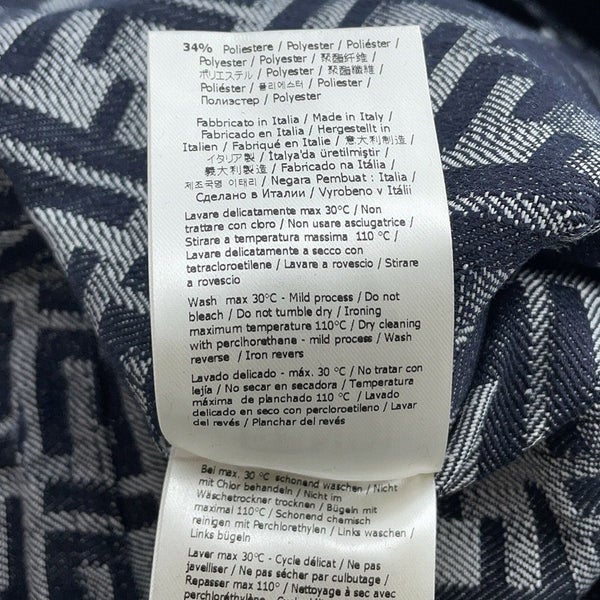 34% Poliestere / Polyester / Poliéster /
Polyester / Polyester / 聚酯纤维 /
ポリエステル / Polyester / 聚酯纖維 /
Poliéster / 폴리에스터 / Poliester /
Полиэстер / Polyester
Fabbricato in Italia / Made in Italy /
Fabricado en Italia / Hergestellt in
Italien / Fabriqué en Italie / 意大利制造 /
イタリア製 / Italya'da üretilmiştir /
義大利製造 / Fabricado na Itália /
제조국명 이태리 / Negara Pembuat : Italia /
Сделано в Италии / Vyrobeno v Itálii
Lavare delicatamente max 30°C / Non
trattare con cloro / Non usare asciugatrice /
Stirare a temperatura massima 110 °C /
Lavare delicatamente a secco con
tetracloroetilene / Lavare a rovescio / Stirare
a rovescio
Wash max 30°C - Mild process / Do not
bleach / Do not tumble dry / Ironing
maximum temperature 110°C / Dry cleaning
with perclhorethane - mild process / Wash
reverse / Iron revers
Lavado delicado - máx. 30 °C / No tratar con
lejía / No secar en secadora / Temperatura
máxima de planchado 110 °C / Lavado
delicado en seco con percloroetileno / Lavar
del revés / Planchar del revés
Bei max. 30 °C schonend waschen / Nicht
mit Chlor behandeln / Nicht im
Wäschetrockner trocknen / Bügeln mit
maximal 110°C / Schonend chemisch
reinigen mit Perchlorethylen / Links waschen /
Links bügeln
Laver max 30°C - Cycle délicat / Ne pas
javelliser / Ne pas sécher par culbutage /
Repasser max 110° / Nettoyage à sec avec